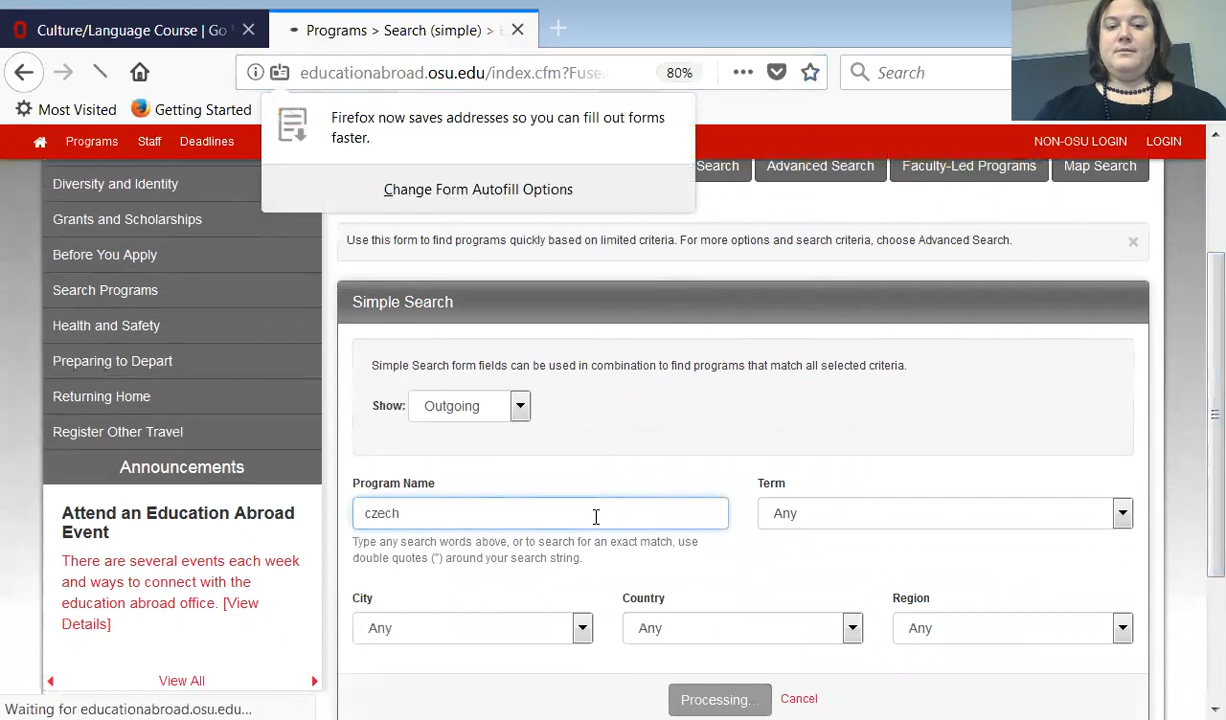 Culture/Language Course | Go
Programs > Search (simple) >
educationabroad.osu.edu/index.cfm?Fuse
80%
Search
Most Visited
Getting Started
Firefox now saves addresses so you can fill out forms
faster.
Change Form Autofill Options
Programs
Staff
Deadlines
NON-OSU LOGIN
LOGIN
Search
Advanced Search
Faculty-Led Programs
Map Search
Diversity and Identity
Grants and Scholarships
Before You Apply
Search Programs
Health and Safety
Preparing to Depart
Returning Home
Register Other Travel
Announcements
Attend an Education Abroad
Event
There are several events each week
and ways to connect with the
education abroad office. [View
Details]
View All
Use this form to find programs quickly based on limited criteria. For more options and search criteria, choose Advanced Search.
Simple Search
Simple Search form fields can be used in combination to find programs that match all selected criteria.
Show:
Outgoing
Program Name
czech
Type any search words above, or to search for an exact match, use
double quotes (") around your search string.
Term
Any
City
Any
Country
Any
Region
Any
Processing...
Cancel
Waiting for educationabroad.osu.edu...